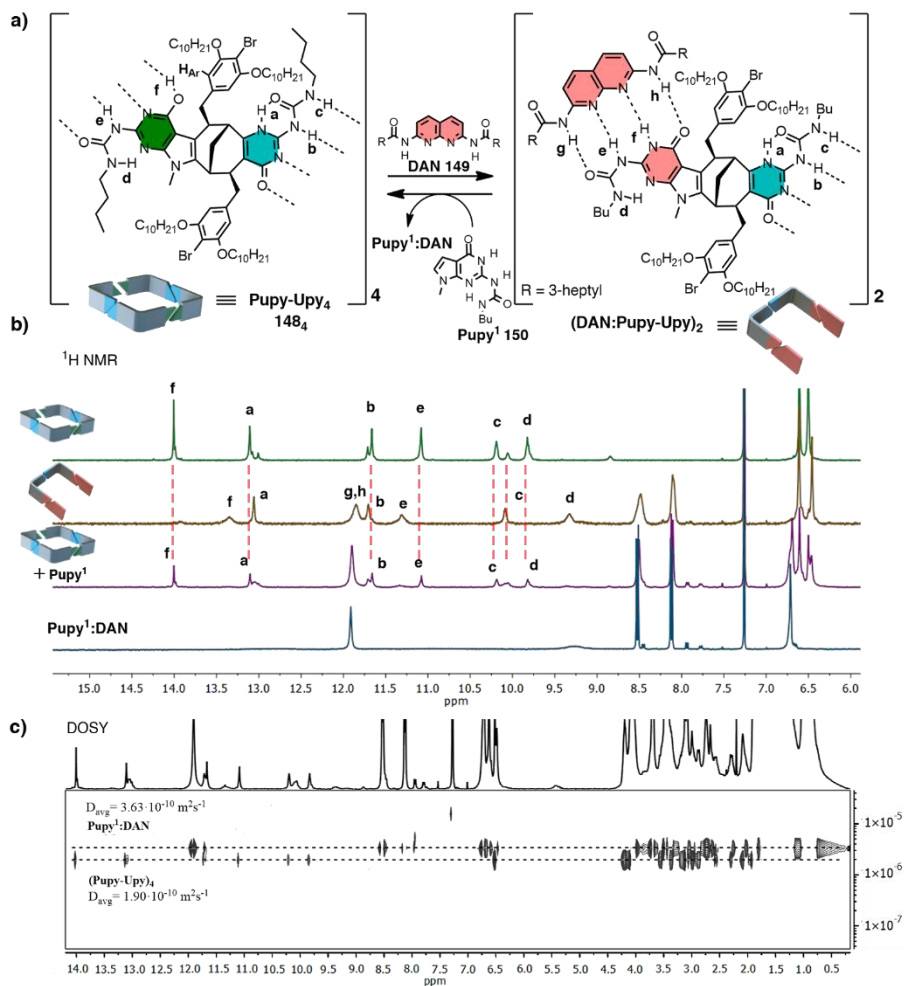 a)
C10H21O Br
HAr OC10H21
f H
O
O a H N
N H c
e H
N N N
O N H b
N H d
N
O
C10H21O
Br OC10H21
4
≡ Pupy-Upy4
1484
R O N H N N N H O R
DAN 149
Pupy1:DAN
O
N H
N N N H
N O
H N
Bu
Pupy1 150
O R
N H
h
C10H21O Br
OC10H21
O R N H
g
N N
e f
H H O
N N
O
Bu N H
d
N
H a
Bu
N H c
O
N H b
N
O
C10H21O
Br OC10H21
2
R = 3-heptyl
(DAN:Pupy-Upy)2 ≡
b)
1H NMR
f a b e c d
f a g,h b e c d
f a b e c d
+ Pupy1
Pupy1:DAN
15.0 14.5 14.0 13.5 13.0 12.5 12.0 11.5 11.0 10.5 10.0 9.5 9.0 8.5 8.0 7.5 7.0 6.5 6.0
ppm
c) DOSY
Davg= 3.63·10-10 m2s-1
Pupy1:DAN
(Pupy-Upy)4
Davg= 1.90·10-10 m2s-1
1×10-5
1×10-6
1×10-7
14.0 13.5 13.0 12.5 12.0 11.5 11.0 10.5 10.0 9.5 9.0 8.5 8.0 7.5 7.0 6.5 6.0 5.5 5.0 4.5 4.0 3.5 3.0 2.5 2.0 1.5 1.0 0.5
ppm